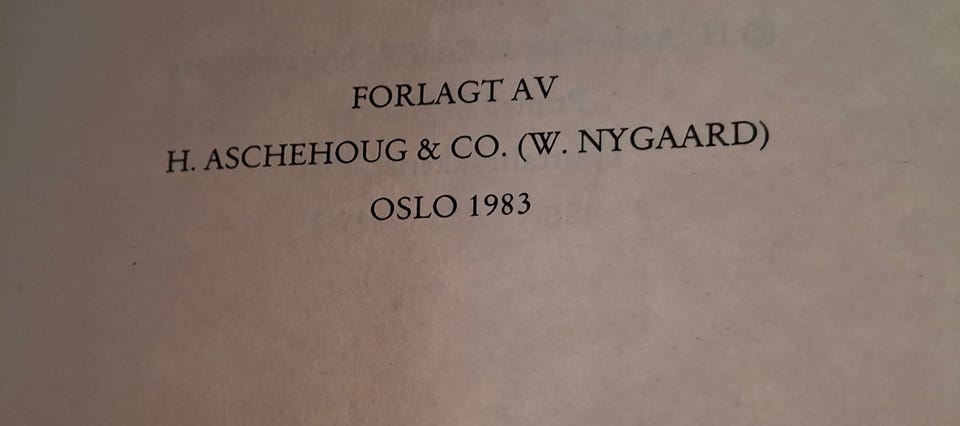 FORLAGT AV
H. ASCHEHOUG & CO. (W. NYGAARD)
OSLO 1983